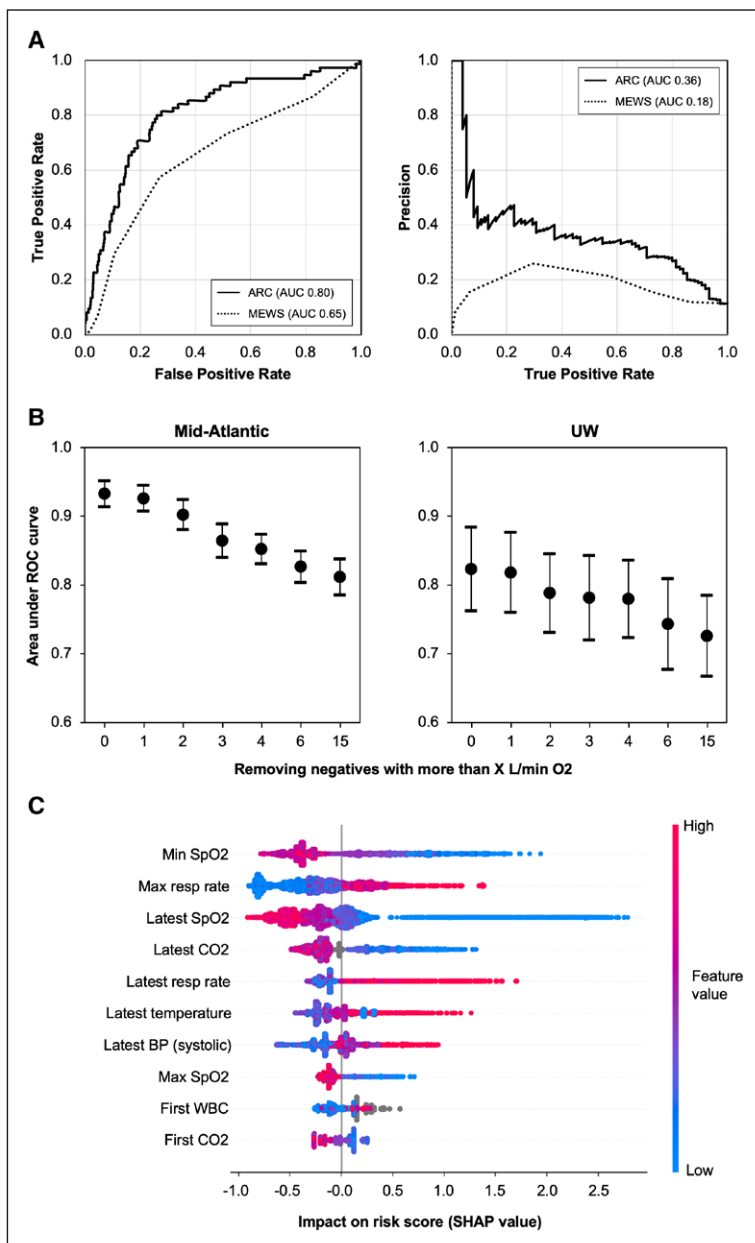 A
1.0
0.8
0.6
0.4
0.2
0.0
True Positive Rate
ARC (AUC 0.80)
MEWS (AUC 0.65)
0.0 0.2 0.4 0.6 0.8 1.0
False Positive Rate
1.0
0.8
0.6
0.4
0.2
0.0
Precision
ARC (AUC 0.36)
MEWS (AUC 0.18)
0.0 0.2 0.4 0.6 0.8 1.0
True Positive Rate
B
Mid-Atlantic
1.0
0.9
0.8
0.7
0.6
Area under ROC curve
0 1 2 3 4 6 15
UW
1.0
0.9
0.8
0.7
0.6
0 1 2 3 4 6 15
Removing negatives with more than X L/min O2
C
Min SpO2
Max resp rate
Latest SpO2
Latest CO2
Latest resp rate
Latest temperature
Latest BP (systolic)
Max SpO2
First WBC
First CO2
-1.0 -0.5 -0.0 0.5 1.0 1.5 2.0 2.5
Impact on risk score (SHAP value)
High
Feature
value
Low